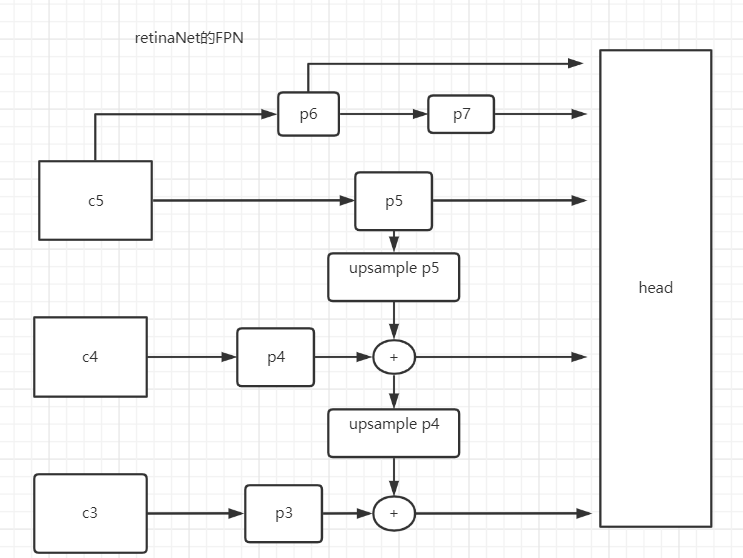 retinaNet的FPN
p6
p7
c5
p5
upsample p5
head
c4
p4
+
upsample p4
c3
p3
+